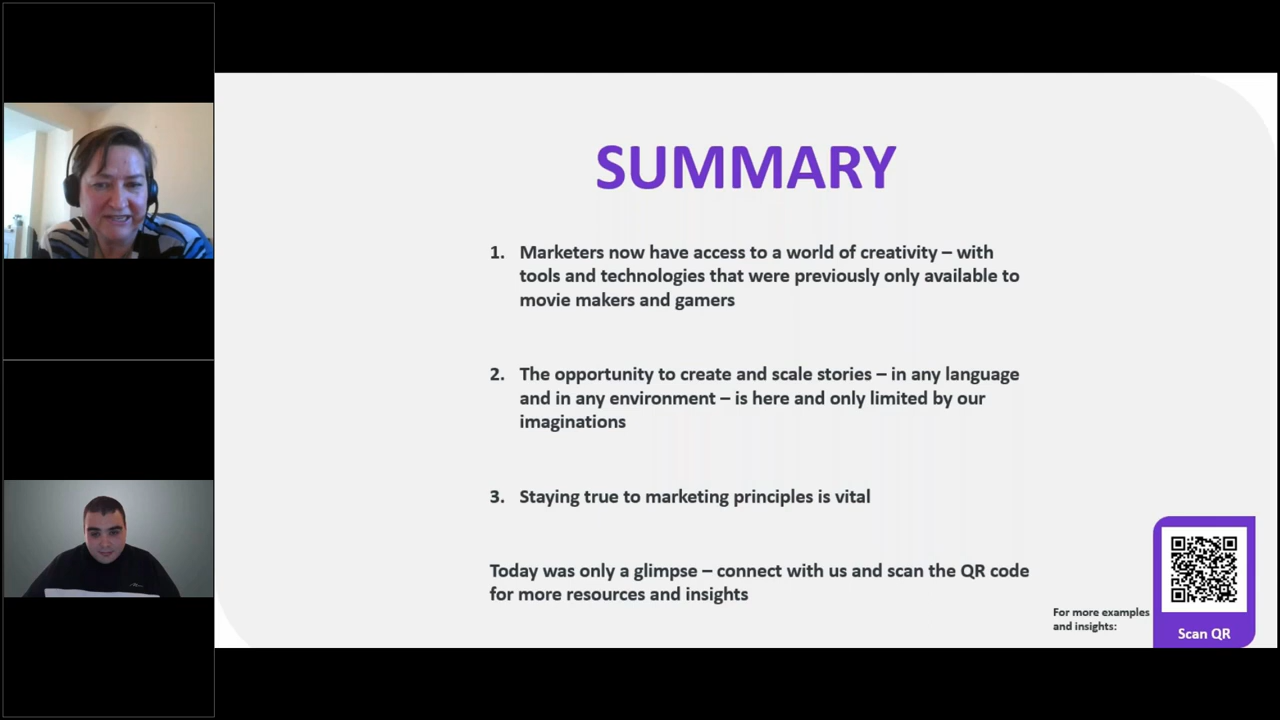 SUMMARY
1. Marketers now have access to a world of creativity – with
tools and technologies that were previously only available to
movie makers and gamers
2. The opportunity to create and scale stories – in any language
and in any environment – is here and only limited by our
imaginations
3. Staying true to marketing principles is vital
Today was only a glimpse – connect with us and scan the QR code
for more resources and insights
For more examples
and insights:
Scan QR